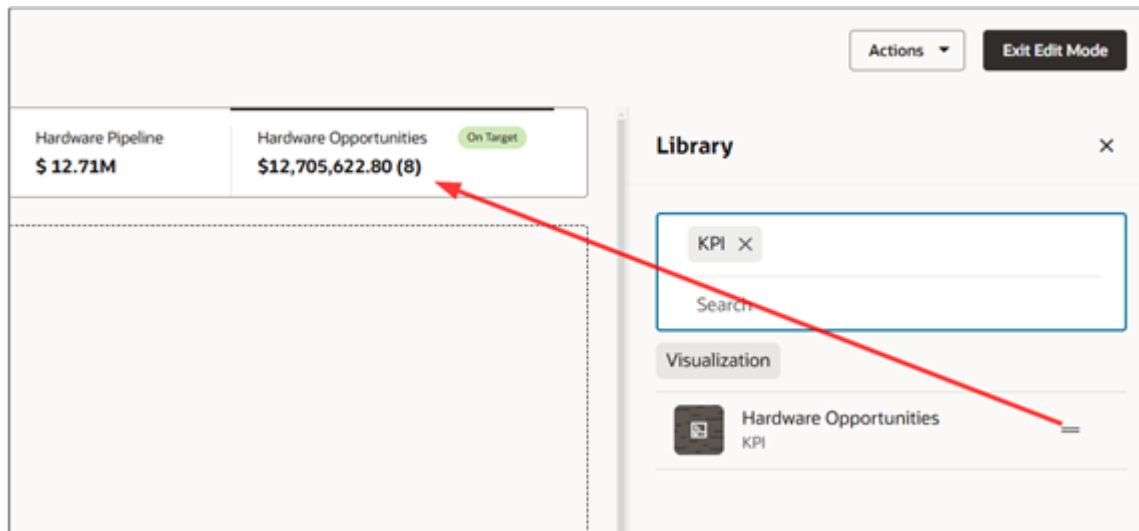 Actions
Exit Edit Mode
Hardware Pipeline
$ 12.71M
Hardware Opportunities
On Target
$12,705,622.80 (8)
Library
KPI
Search
Visualization
Hardware Opportunities
KPI